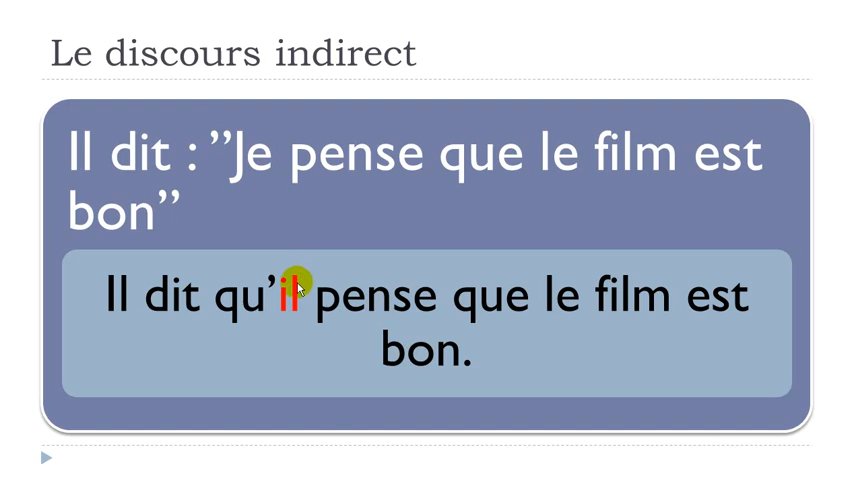 Le discours indirect
Il dit : ”Je pense que le film est
bon”
Il dit qu’il pense que le film est
bon.